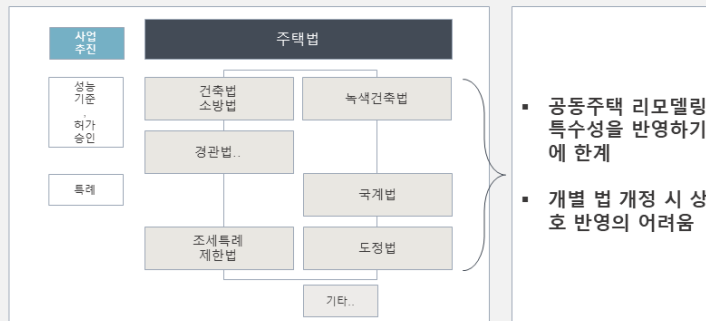 사업
추진
주택법
성능
기준
,
허가
승인
건축법
소방법
녹색건축법
경관법..
특례
국계법
조세특례
제한법
도정법
기타..
▪ 공동주택 리모델링
특수성을 반영하기
에 한계
▪ 개별 법 개정 시 상
호 반영의 어려움